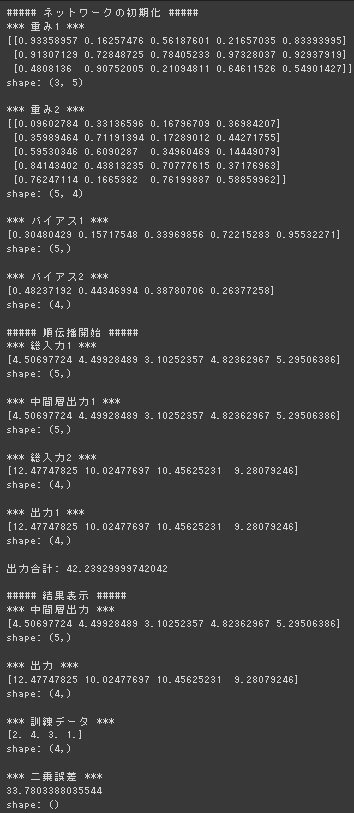 ##### ネットワークの初期化 #####
*** 重み1 ***
[[0.93358957 0.16257476 0.56187601 0.21657035 0.83393995]
[0.91307129 0.72848725 0.78405233 0.97328037 0.92937919]
[0.4808136 0.90752005 0.21094811 0.64611526 0.54901427]]
shape: (3, 5)
*** 重み2 ***
[[0.09602784 0.33136596 0.16796709 0.36984207]
[0.35989464 0.71191394 0.17289012 0.44271755]
[0.59530346 0.6090287 0.34960469 0.14449079]
[0.84143402 0.43813235 0.70777615 0.37176963]
[0.76247114 0.1665382 0.76199887 0.58859962]]
shape: (5, 4)
*** バイアス1 ***
[0.30480429 0.15717548 0.33969856 0.72215283 0.95532271]
shape: (5,)
*** バイアス2 ***
[0.48237192 0.44346994 0.38780706 0.26377258]
shape: (4,)
##### 順伝播開始 #####
*** 総入力1 ***
[4.50697724 4.49928489 3.10252357 4.82362967 5.29506386]
shape: (5,)
*** 中間層出力1 ***
[4.50697724 4.49928489 3.10252357 4.82362967 5.29506386]
shape: (5,)
*** 総入力2 ***
[12.47747825 10.02477697 10.45625231 9.28079246]
shape: (4,)
*** 出力1 ***
[12.47747825 10.02477697 10.45625231 9.28079246]
shape: (4,)
出力合計: 42.23929999742042
##### 結果表示 #####
*** 中間層出力 ***
[4.50697724 4.49928489 3.10252357 4.82362967 5.29506386]
shape: (5,)
*** 出力 ***
[12.47747825 10.02477697 10.45625231 9.28079246]
shape: (4,)
*** 訓練データ ***
[2. 4. 3. 1.]
shape: (4,)
*** 二乗誤差 ***
33.7803388035544
shape: ()